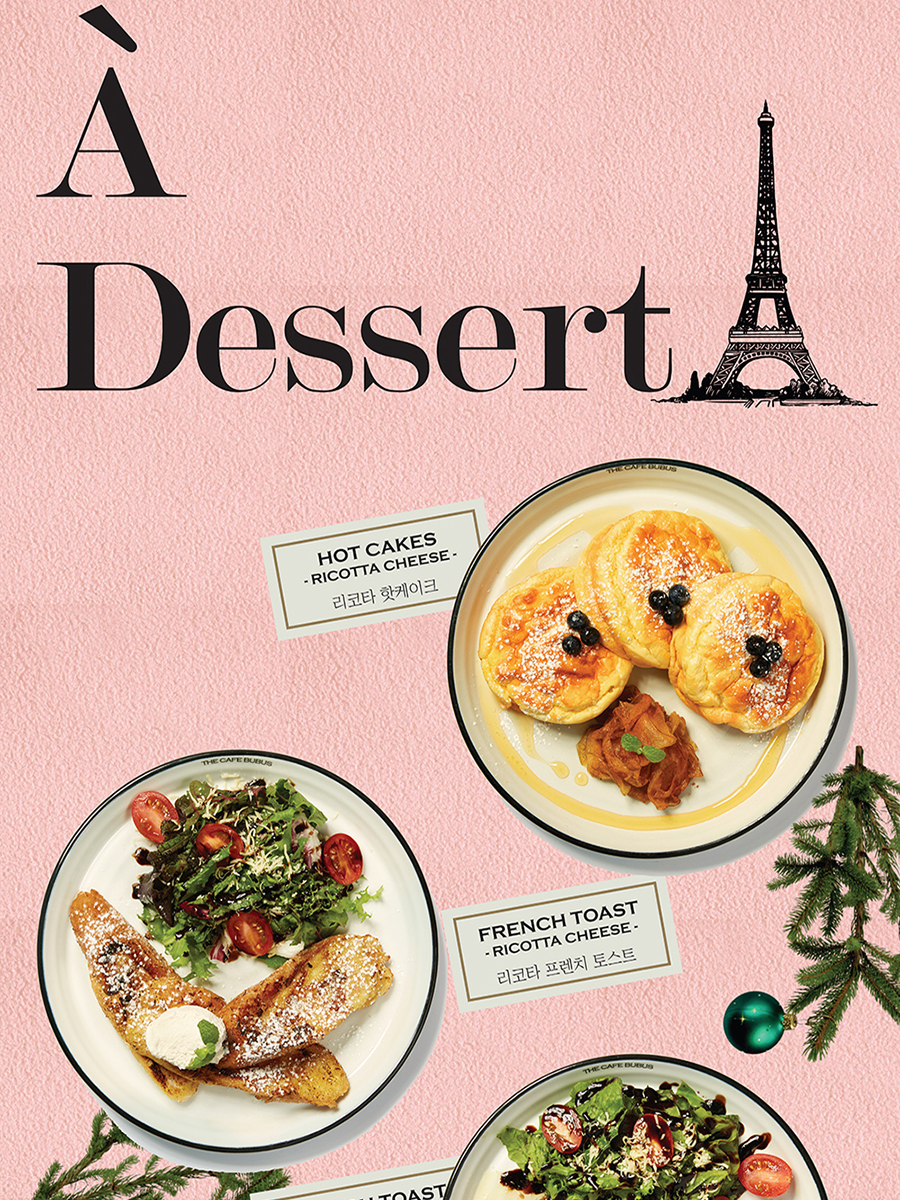 À
Dessert
THE CAFE BUBUS
HOT CAKES
- RICOTTA CHEESE -
리코타 핫케이크
THE CAFE BUBUS
FRENCH TOAST
- RICOTTA CHEESE -
리코타 프렌치 토스트
THE CAFE BUBUS
TOAST